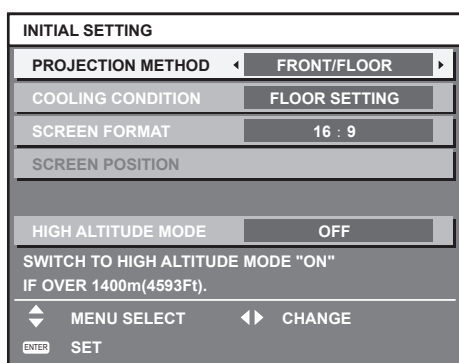 INITIAL SETTING
PROJECTION METHOD FRONT/FLOOR
COOLING CONDITION FLOOR SETTING
SCREEN FORMAT 16 : 9
SCREEN POSITION
HIGH ALTITUDE MODE OFF
SWITCH TO HIGH ALTITUDE MODE "ON"
IF OVER 1400m(4593Ft).
MENU SELECT CHANGE
ENTER SET